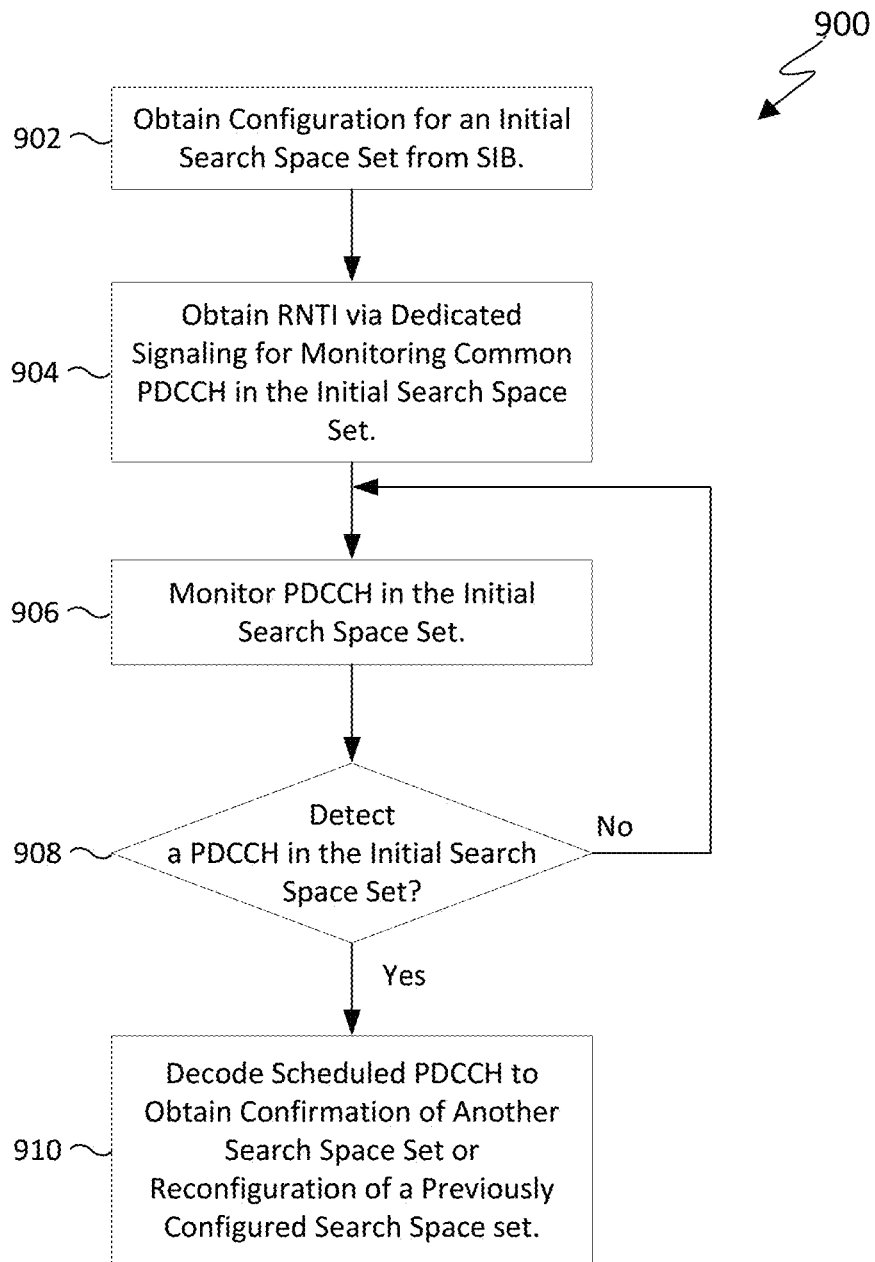 900
902
Obtain Configuration for an Initial
Search Space Set from SIB.
904
Obtain RNTI via Dedicated
Signaling for Monitoring Common
PDCCH in the Initial Search Space
Set.
906
Monitor PDCCH in the Initial
Search Space Set.
908
Detect
a PDCCH in the Initial Search
Space Set?
No
Yes
910
Decode Scheduled PDCCH to
Obtain Confirmation of Another
Search Space Set or
Reconfiguration of a Previously
Configured Search Space set.